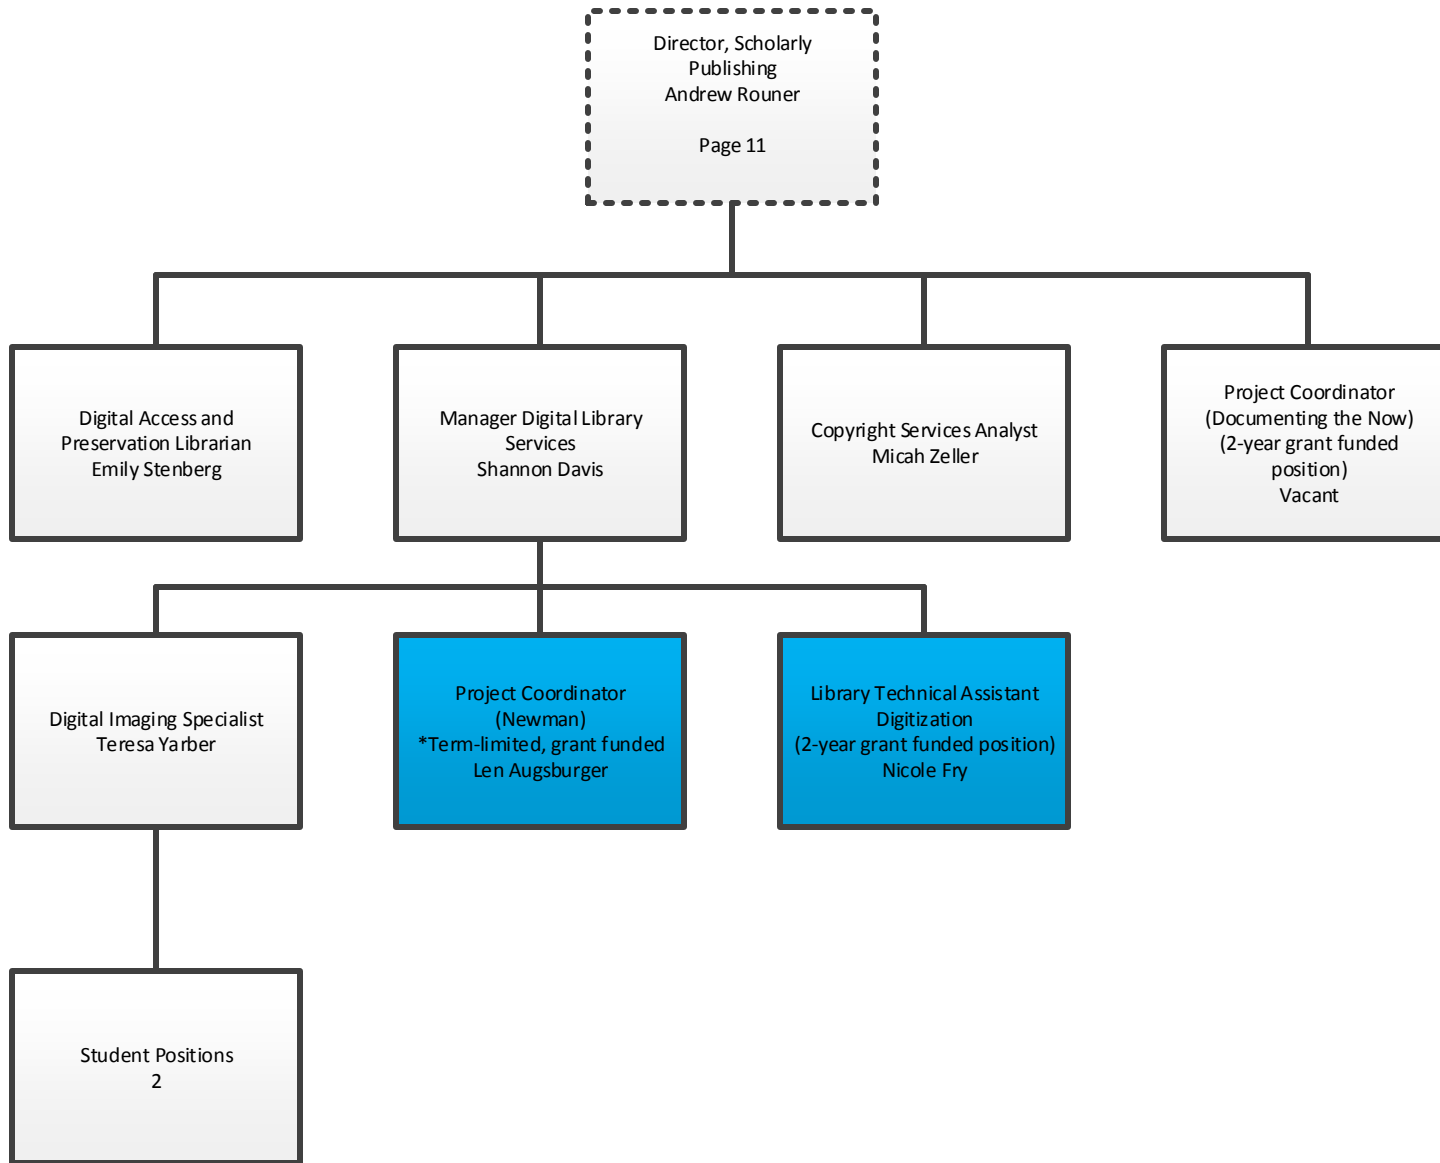 Director, Scholarly
Publishing
Andrew Rouner
Page 11
Digital Access and
Preservation Librarian
Emily Stenberg
Manager Digital Library
Services
Shannon Davis
Copyright Services Analyst
Micah Zeller
Project Coordinator
(Documenting the Now)
(2-year grant funded
position)
Vacant
Digital Imaging Specialist
Teresa Yarber
Project Coordinator
(Newman)
*Term-limited, grant funded
Len Augsburger
Library Technical Assistant
Digitization
(2-year grant funded position)
Nicole Fry
Student Positions
2